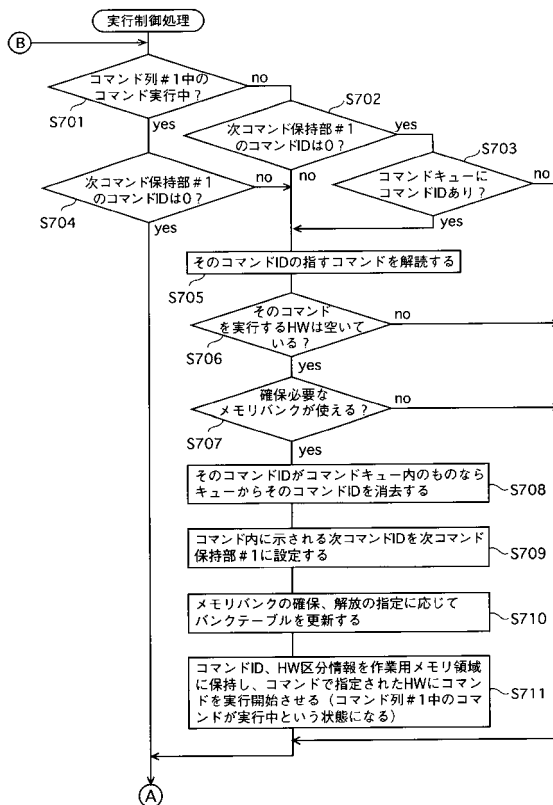 実行制御処理
B
コマンド列#1中の
コマンド実行中?
no
S701
yes
S702
次コマンド保持部#1
のコマンドIDは0?
yes
no
S703
コマンドキューに
コマンドIDあり?
no
yes
次コマンド保持部#1
のコマンドIDは0?
no
S704
yes
そのコマンドIDの指すコマンドを解読する
S705
そのコマンド
を実行するHWは空いて
いる?
no
S706
yes
確保必要な
メモリバンクが使える?
no
S707
yes
そのコマンドIDがコマンドキュー内のものなら
キューからそのコマンドIDを消去する
S708
コマンド内に示される次コマンドIDを次コマンド
保持部#1に設定する
S709
メモリバンクの確保、解放の指定に応じて
バンクテーブルを更新する
S710
コマンドID、HW区分情報を作業用メモリ領域
に保持し、コマンドで指定されたHWにコマン
ドを実行開始させる(コマンド列#1中のコマ
ンドが実行中という状態になる)
S711
A